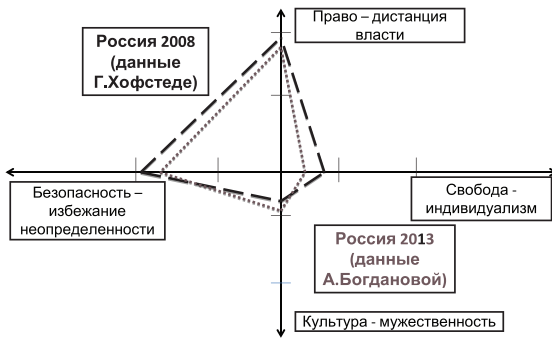 Право – дистанция
власти
Россия 2008
(данные
Г.Хофстеде)
Безопасность –
избежание
неопределенности
Свобода -
индивидуализм
Россия 2013
(данные
А.Богдановой)
Культура - мужественность